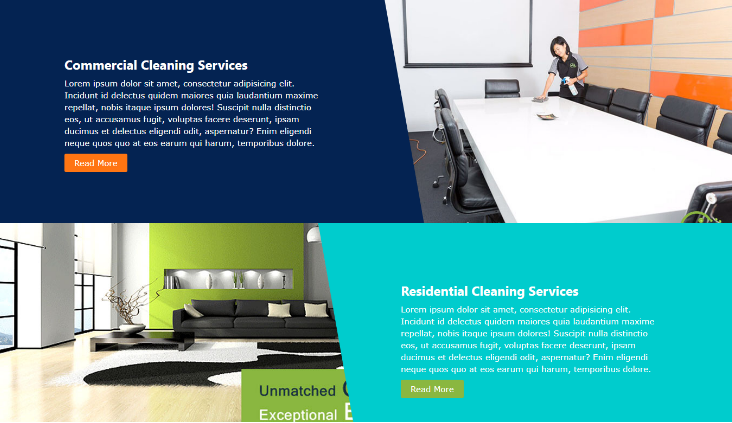 Commercial Cleaning Services
Lorem ipsum dolor sit amet, consectetur adipisicing elit.
Incidunt id delectus quidem maiores quia laudantium maxime
repellat, nobis itaque ipsum dolores! Suscipit nulla distinctio
eos, ut accusamus fugit, voluptas facere deserunt, ipsam
ducimus et delectus eligendi odit, aspernatur? Enim eligendi
neque quos quo at eos earum qui harum, temporibus dolore.
Read More
Residential Cleaning Services
Lorem ipsum dolor sit amet, consectetur adipisicing elit.
Incidunt id delectus quidem maiores quia laudantium maxime
repellat, nobis itaque ipsum dolores! Suscipit nulla distinctio
eos, ut accusamus fugit, voluptas facere deserunt, ipsam
ducimus et delectus eligendi odit, aspernatur? Enim eligendi
neque quos quo at eos earum qui harum, temporibus dolore.
Read More
Unmatched
Exceptional